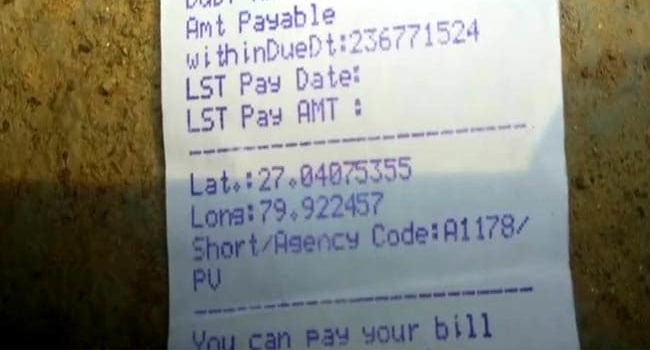 Amt Payable
withinDueDt:236771524
LST Pay Date:
LST Pay AMT :
Lat.:27.04075355
Long:79.922457
Short/Agency Code:A1178/
PV
You can pay your bill